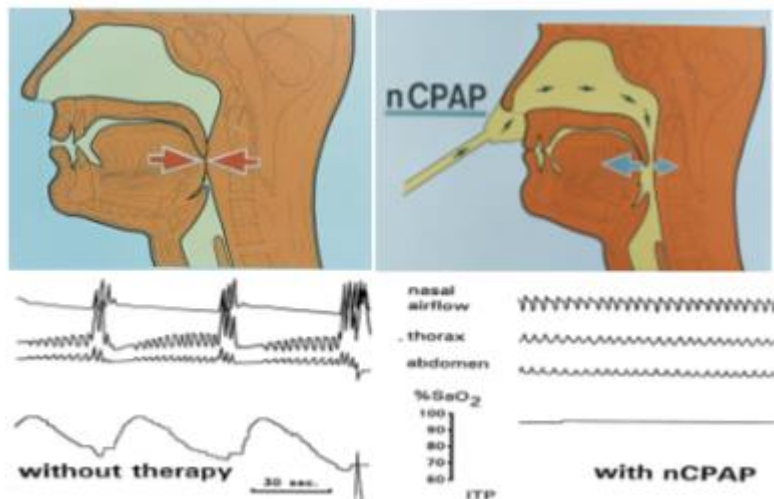 nCPAP
nasal
airflow
thorax
abdomen
%SaO2
100
90
80
70
60
without therapy
30 sec.
with nCPAP
ITP